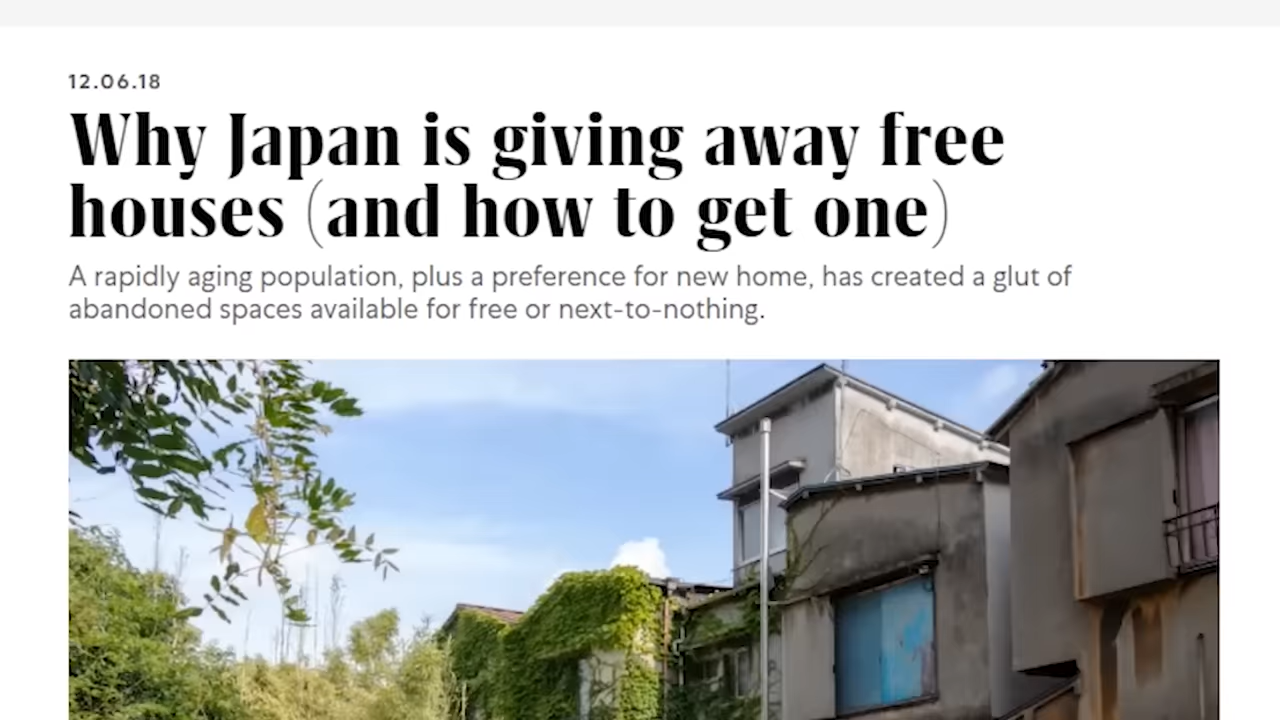 12.06.18
Why Japan is giving away free
houses (and how to get one)
A rapidly aging population, plus a preference for new home, has created a glut of
abandoned spaces available for free or next-to-nothing.